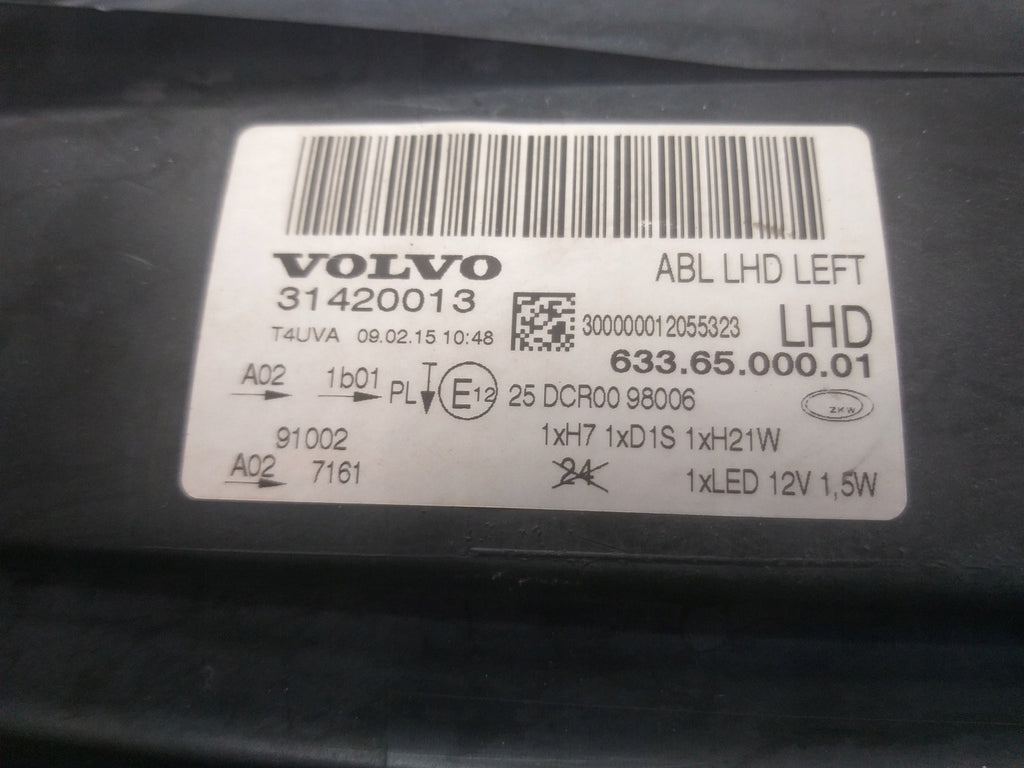 VOLVO ABL LHD LEFT
31420013 300000012055323 LHD
T4UVA 09.02.15 10:48 633.65.000.01
A02 1b01 PL E12 25 DCR00 98006 ZKW
91002 1xH7 1xD1S 1xH21W
A02 7161 24 1xLED 12V 1,5W